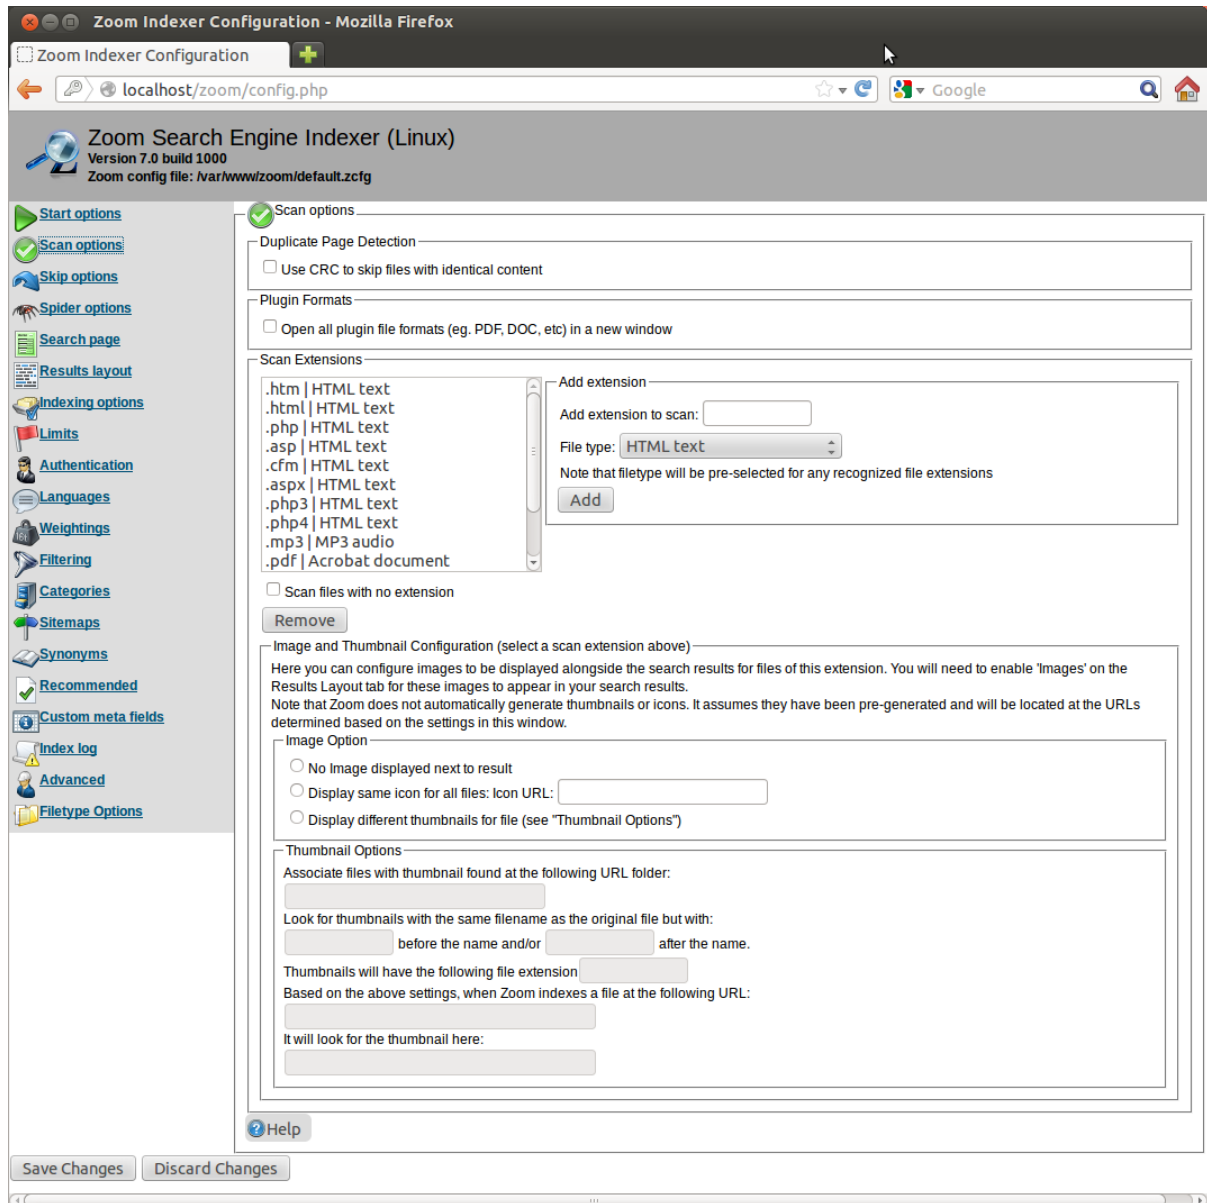 Zoom Indexer Configuration - Mozilla Firefox
Zoom Indexer Configuration
localhost/zoom/config.php
Google
Zoom Search Engine Indexer (Linux)
Version 7.0 build 1000
Zoom config file: /var/www/zoom/default.zcfg
Start options
Scan options
Skip options
Spider options
Search page
Results layout
Indexing options
Limits
Authentication
Languages
Weightings
Filtering
Categories
Sitemaps
Synonyms
Recommended
Custom meta fields
Index log
Advanced
Filetype Options
Scan options
Duplicate Page Detection
Use CRC to skip files with identical content
Plugin Formats
Open all plugin file formats (eg. PDF, DOC, etc) in a new window
Scan Extensions
.htm | HTML text
.html | HTML text
.php | HTML text
.asp | HTML text
.cfm | HTML text
.aspx | HTML text
.php3 | HTML text
.php4 | HTML text
.mp3 | MP3 audio
.pdf | Acrobat document
Add extension
Add extension to scan:
File type: HTML text
Note that filetype will be pre-selected for any recognized file extensions
Add
Scan files with no extension
Remove
Image and Thumbnail Configuration (select a scan extension above)
Here you can configure images to be displayed alongside the search results for files of this extension. You will need to enable 'Images' on the
Results Layout tab for these images to appear in your search results.
Note that Zoom does not automatically generate thumbnails or icons. It assumes they have been pre-generated and will be located at the URLs
determined based on the settings in this window.
Image Option
No Image displayed next to result
Display same icon for all files: Icon URL:
Display different thumbnails for file (see "Thumbnail Options")
Thumbnail Options
Associate files with thumbnail found at the following URL folder:
Look for thumbnails with the same filename as the original file but with:
before the name and/or after the name.
Thumbnails will have the following file extension
Based on the above settings, when Zoom indexes a file at the following URL:
It will look for the thumbnail here:
Help
Save Changes
Discard Changes